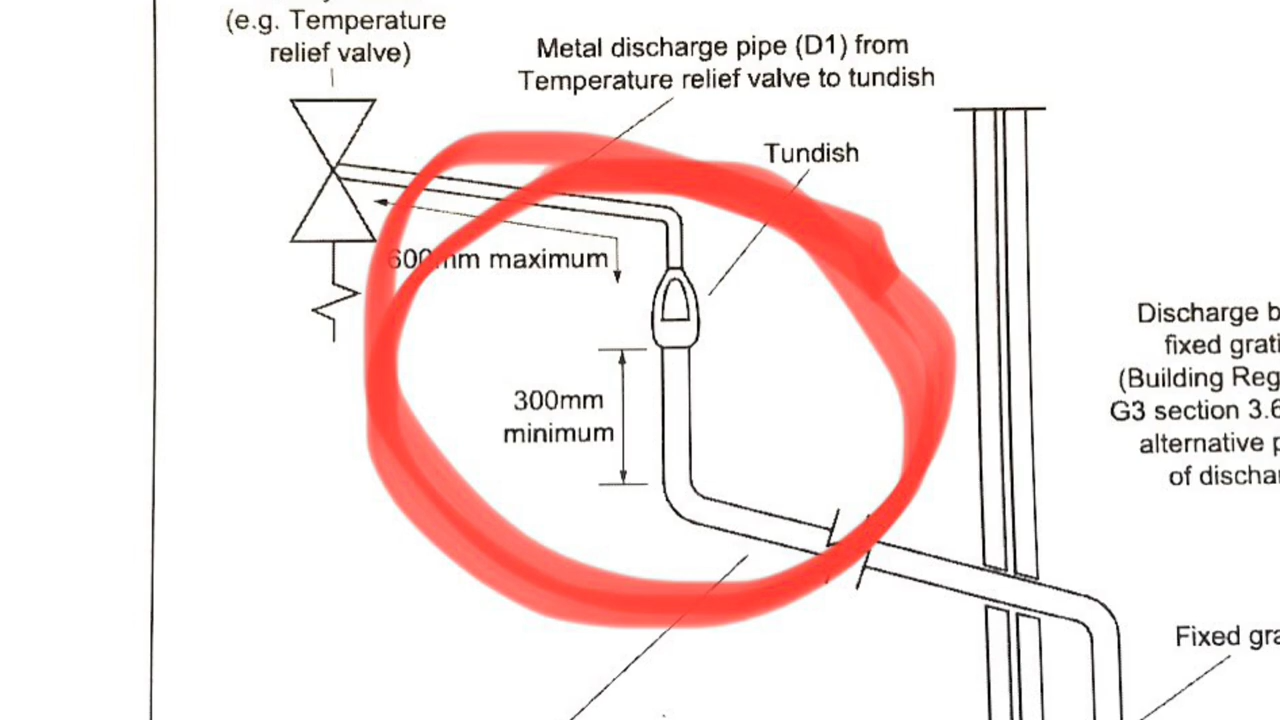 (e.g. Temperature
relief valve)
Metal discharge pipe (D1) from
Temperature relief valve to tundish
Tundish
600mm maximum
300mm
minimum
Discharge b
fixed grati
(Building Reg
G3 section 3.6
alternative p
of dischar
Fixed gra